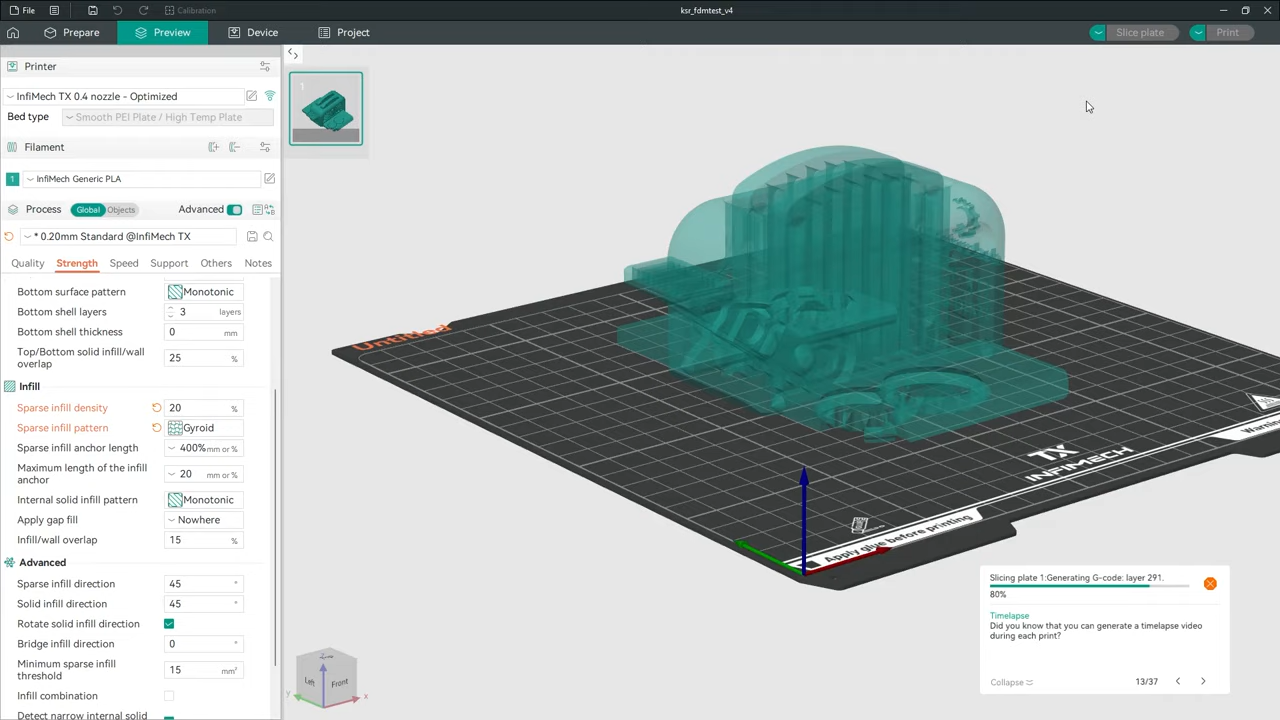 File
Calibration
ksr_fdmtest_v4
Prepare
Preview
Device
Project
Slice plate
Print
Printer
InfiMech TX 0.4 nozzle - Optimized
Bed type
Smooth PEI Plate / High Temp Plate
Filament
1
InfiMech Generic PLA
Process
Global
Objects
Advanced
* 0.20mm Standard @InfiMech TX
Quality
Strength
Speed
Support
Others
Notes
Bottom surface pattern
Monotonic
Bottom shell layers
3 layers
Bottom shell thickness
0 mm
Top/Bottom solid infill/wall
overlap
25 %
Infill
Sparse infill density
20 %
Sparse infill pattern
Gyroid
Sparse infill anchor length
400% mm or %
Maximum length of the infill
anchor
20 mm or %
Internal solid infill pattern
Monotonic
Apply gap fill
Nowhere
Infill/wall overlap
15 %
Advanced
Sparse infill direction
45 °
Solid infill direction
45 °
Rotate solid infill direction
Bridge infill direction
0 °
Minimum sparse infill
threshold
15 mm²
Infill combination
Detect narrow internal solid
1
Untitled
TX
INFIMECH
Apply glue before printing
Warning
Left
Front
y
x
Slicing plate 1:Generating G-code: layer 291.
80%
Timelapse
Did you know that you can generate a timelapse video
during each print?
Collapse
13/37